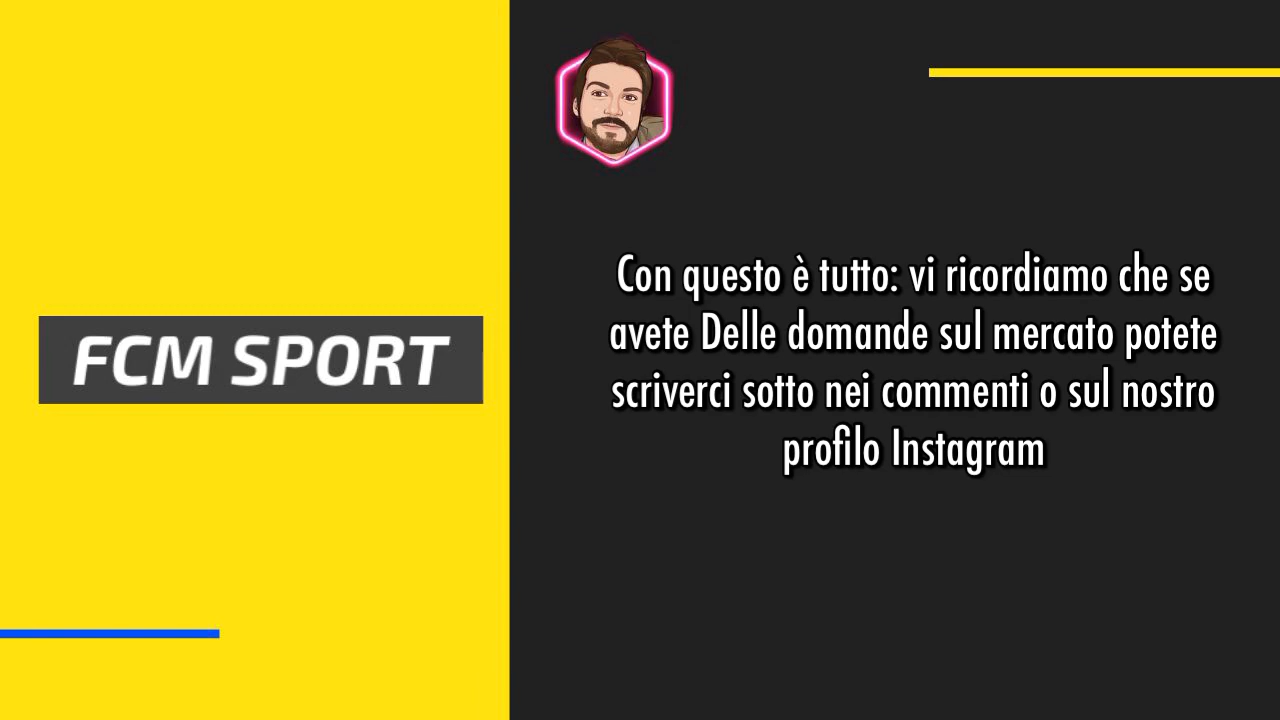 FCM SPORT
Con questo è tutto: vi ricordiamo che se
avete Delle domande sul mercato potete
scriverci sotto nei commenti o sul nostro
profilo Instagram